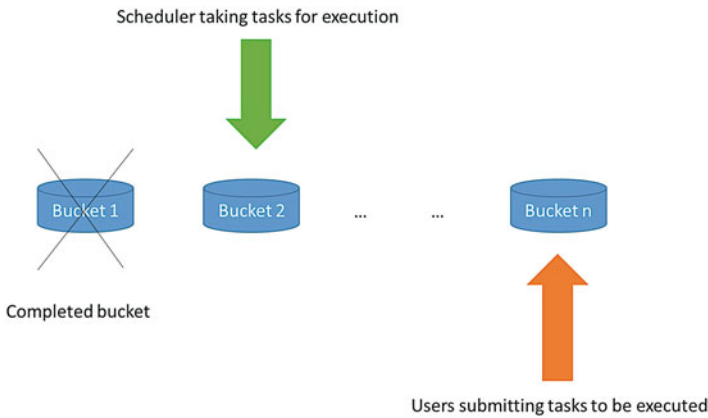 Scheduler taking tasks for execution
Bucket 1
Bucket 2
...
...
Bucket n
Completed bucket
Users submitting tasks to be executed